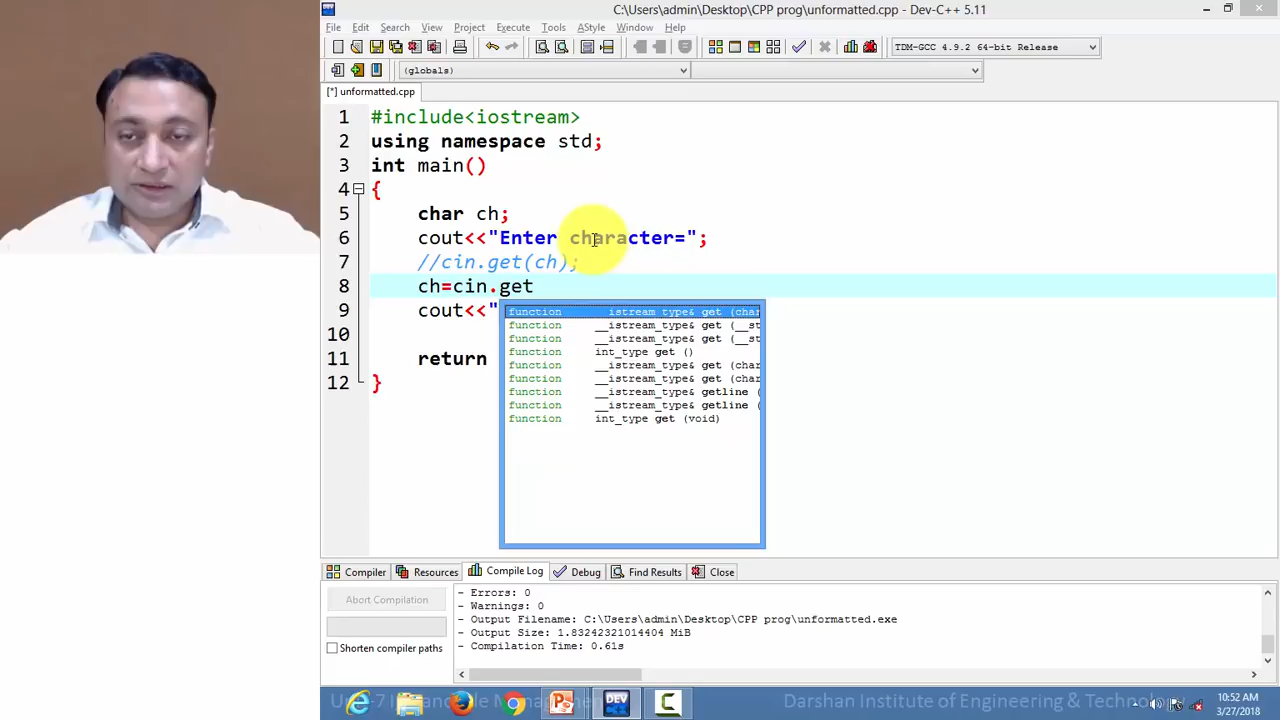 C:\Users\admin\Desktop\CPP prog\unformatted.cpp - Dev-C++ 5.11
File Edit Search View Project Execute Tools AStyle Window Help
TDM-GCC 4.9.2 64-bit Release
(globals)
[*] unformatted.cpp
1 #include<iostream>
2 using namespace std;
3 int main()
4 {
5 char ch;
6 cout<<"Enter character=";
7 //cin.get(ch);
8 ch=cin.get
9 cout<<"
10
11 return
12 }
function __istream_type& get (char
function __istream_type& get (__st
function __istream_type& get (__st
function int_type get ()
function __istream_type& get (char
function __istream_type& get (char
function __istream_type& getline (
function __istream_type& getline (
function int_type get (void)
Compiler Resources Compile Log Debug Find Results Close
Abort Compilation
Shorten compiler paths
- Errors: 0
- Warnings: 0
- Output Filename: C:\Users\admin\Desktop\CPP prog\unformatted.exe
- Output Size: 1.83242321014404 MiB
- Compilation Time: 0.61s
DEV
Darshan Institute of Engineering & Technology
10:52 AM
3/27/2018